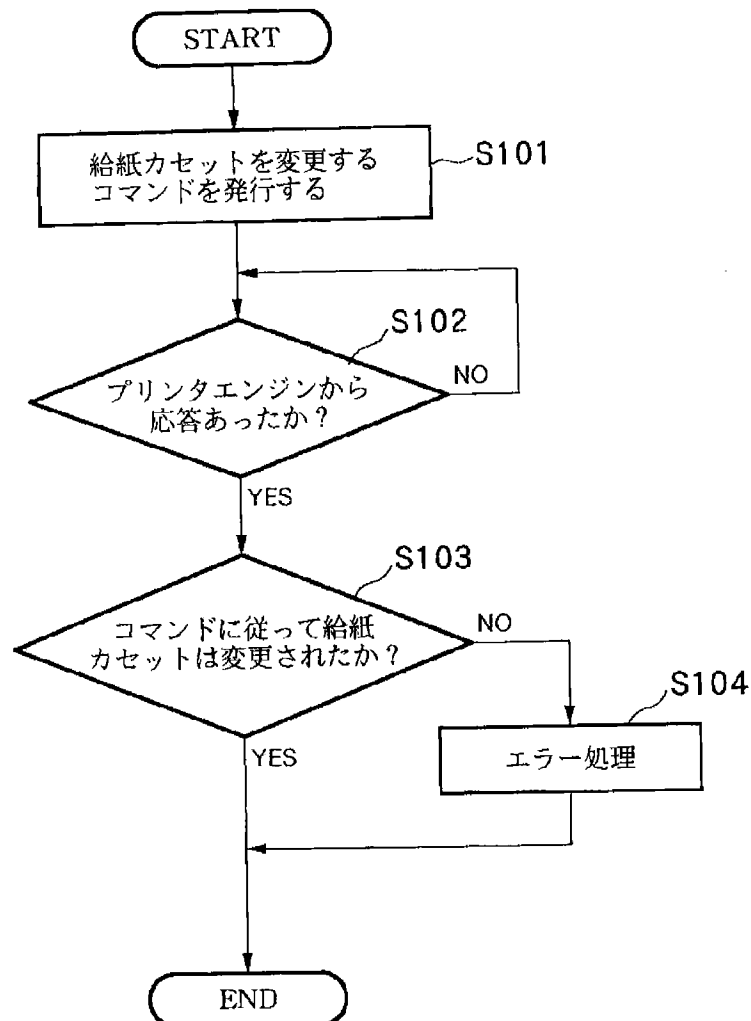 START
給紙カセットを変更する
コマンドを発行する
S101
S102
プリンタエンジンから
応答あったか？
NO
YES
S103
コマンドに従って給紙
カセットは変更されたか？
NO
YES
S104
エラー処理
END